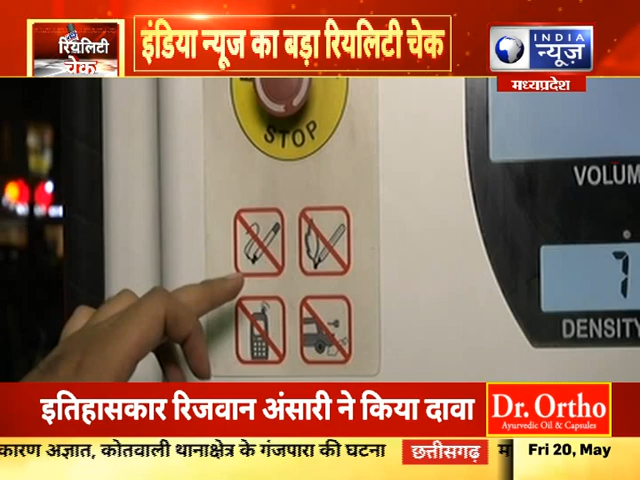 रियलिटी
चेक
इंडिया न्यूज का बड़ा रियलिटी चेक
INDIA
न्यूज़
मध्यप्रदेश
STOP
VOLUM
7
DENSITY
इतिहासकार रिजवान अंसारी ने किया दावा
Dr. Ortho
Ayurvedic Oil & Capsules
कारण अज्ञात, कोतवाली थानाक्षेत्र के गंजपारा की घटना
छत्तीसगढ़
Fri 20, May